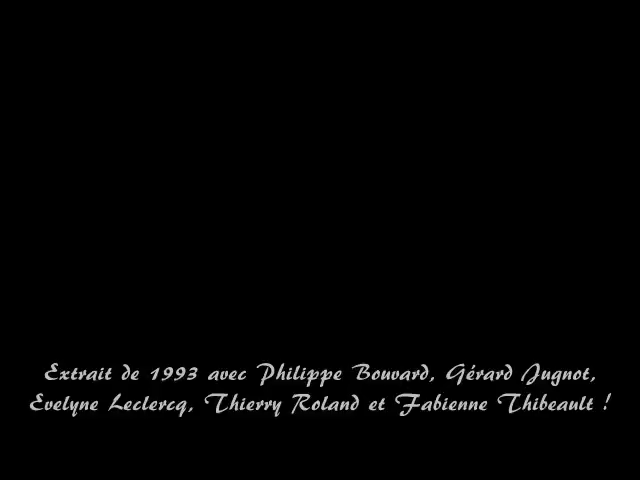 Extrait de 1993 avec Philippe Bouvard, Gérard Jugnot,
Evelyne Leclercq, Thierry Roland et Fabienne Thibeault !